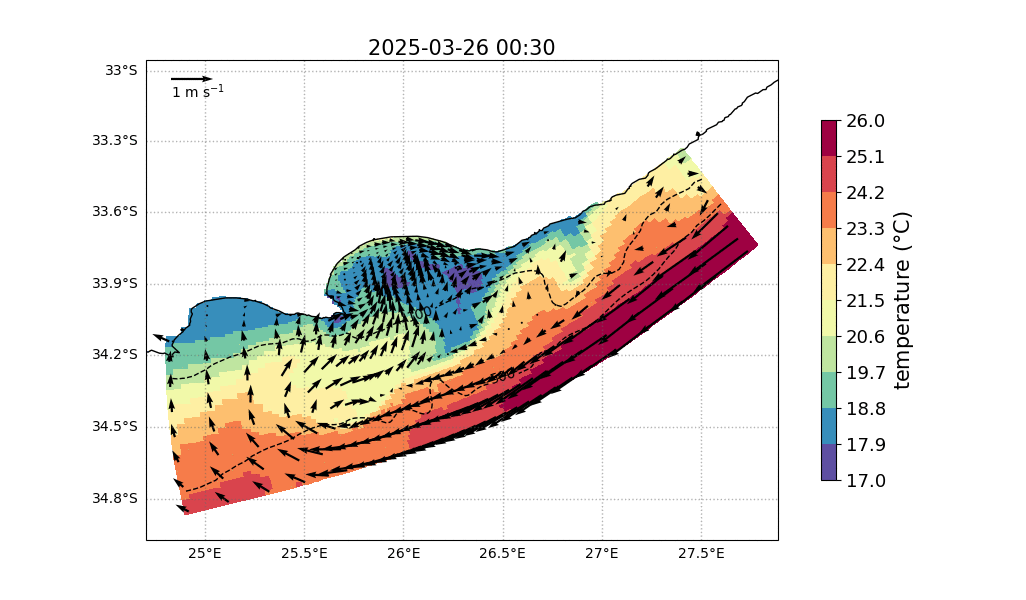 2025-03-26 00:30
1 m s⁻¹
33°S
33.3°S
33.6°S
33.9°S
34.2°S
34.5°S
34.8°S
25°E
25.5°E
26°E
26.5°E
27°E
27.5°E
26.0
25.1
24.2
23.3
22.4
21.5
20.6
19.7
18.8
17.9
17.0
temperature (°C)